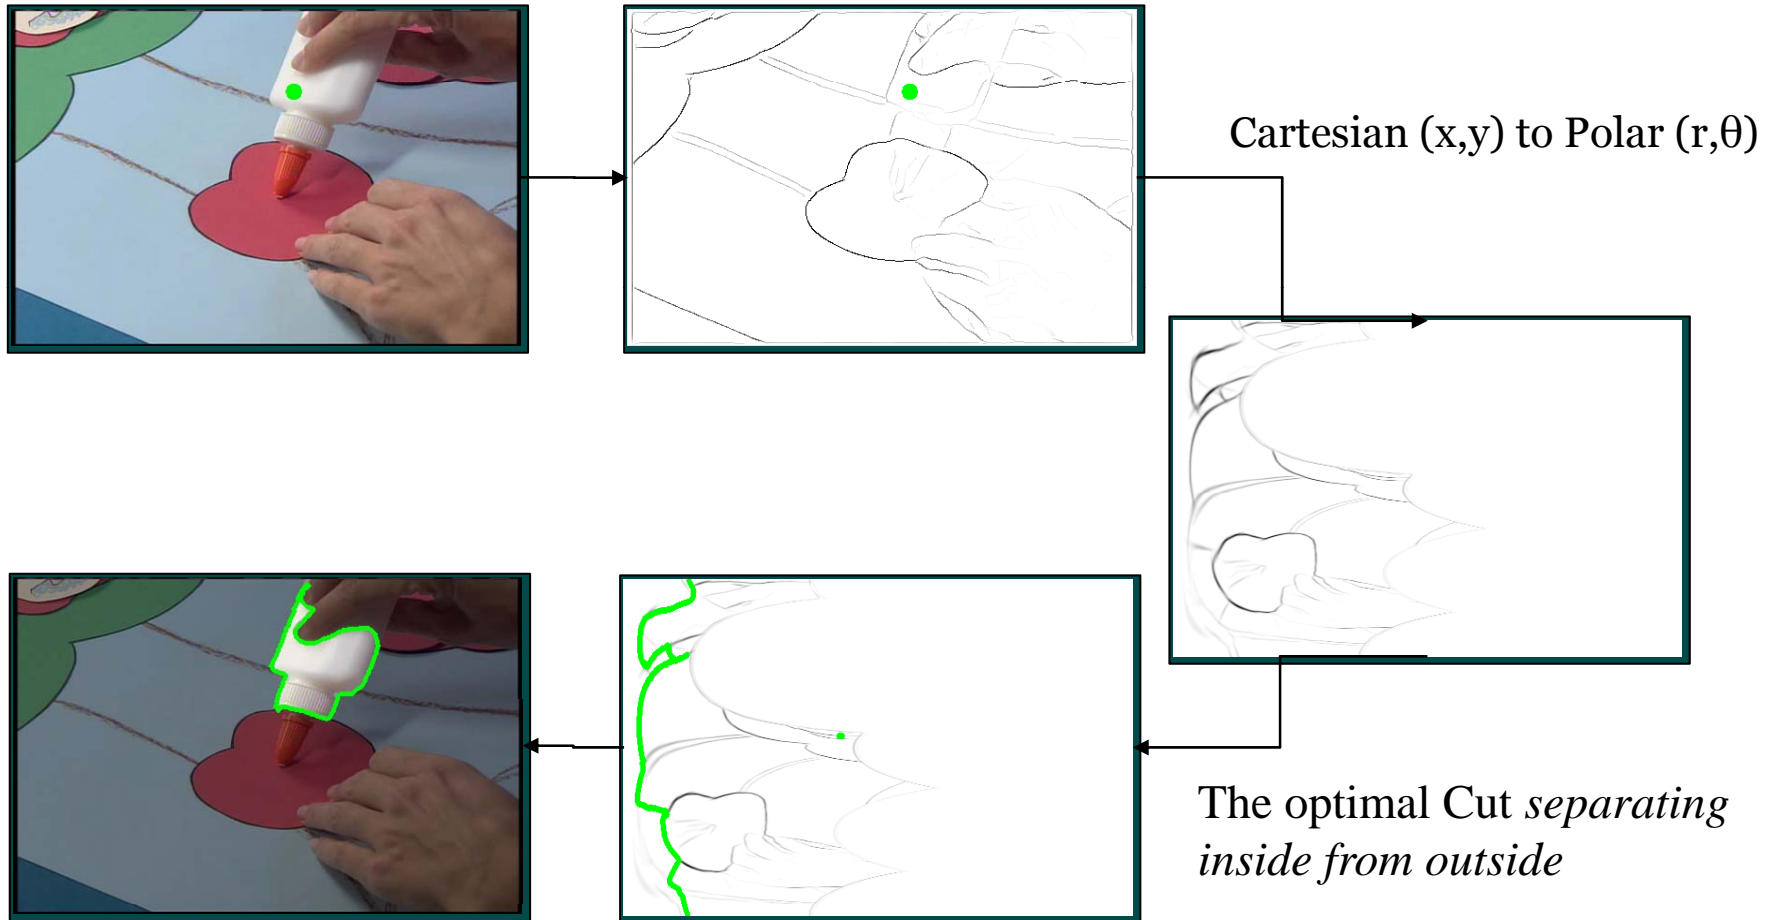 Cartesian (x,y) to Polar (r,θ)
The optimal Cut separating
inside from outside